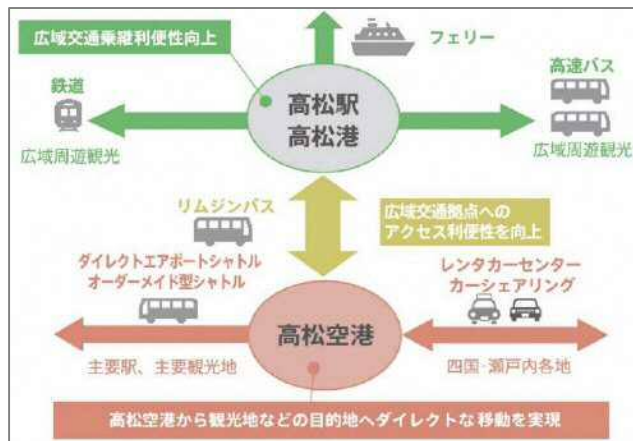 広域交通乗継利便性向上
フェリー
鉄道
高速バス
高松駅
高松港
広域周遊観光
広域周遊観光
リムジンバス
広域交通拠点への
アクセス利便性を向上
ダイレクトエアポートシャトル
オーダーメイド型シャトル
レンタカーセンター
カーシェアリング
高松空港
主要駅、主要観光地
四国・瀬戸内各地
高松空港から観光地などの目的地へダイレクトな移動を実現